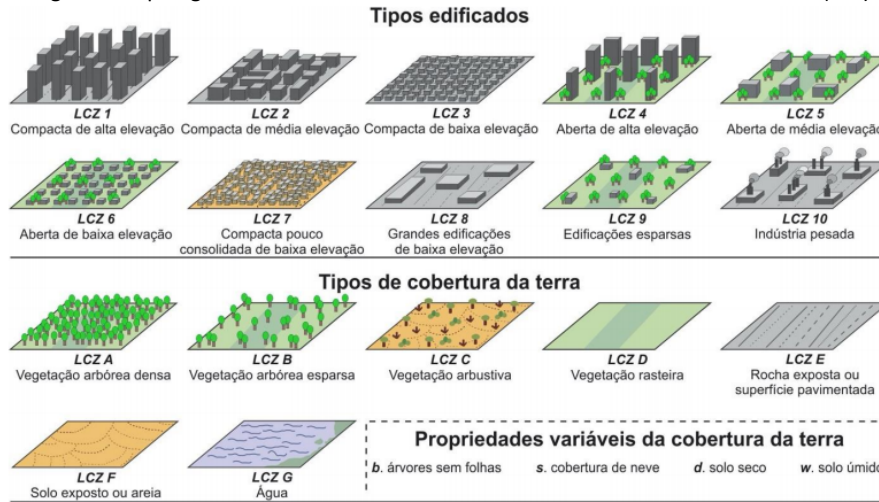 Tipos edificados
LCZ 1
Compacta de alta elevação
LCZ 2
Compacta de média elevação
LCZ 3
Compacta de baixa elevação
LCZ 4
Aberta de alta elevação
LCZ 5
Aberta de média elevação
LCZ 6
Aberta de baixa elevação
LCZ 7
Compacta pouco
consolidada de baixa elevação
LCZ 8
Grandes edificações
de baixa elevação
LCZ 9
Edificações esparsas
LCZ 10
Indústria pesada
Tipos de cobertura da terra
LCZ A
Vegetação arbórea densa
LCZ B
Vegetação arbórea esparsa
LCZ C
Vegetação arbustiva
LCZ D
Vegetação rasteira
LCZ E
Rocha exposta ou
superfície pavimentada
LCZ F
Solo exposto ou areia
LCZ G
Água
Propriedades variáveis da cobertura da terra
b. árvores sem folhas s. cobertura de neve d. solo seco w. solo úmido